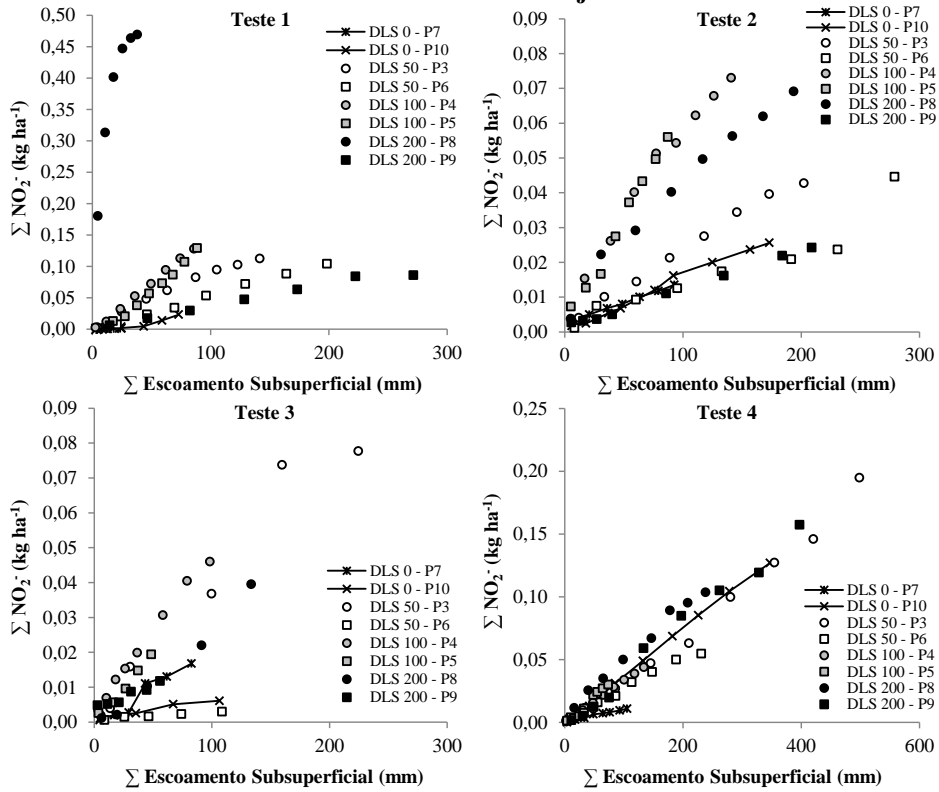 Teste 1
∑ NO₂⁻ (kg ha⁻¹)
0,50
0,45
0,40
0,35
0,30
0,25
0,20
0,15
0,10
0,05
0,00
0
100
200
300
∑ Escoamento Subsuperficial (mm)
DLS 0 - P7
DLS 0 - P10
DLS 50 - P3
DLS 50 - P6
DLS 100 - P4
DLS 100 - P5
DLS 200 - P8
DLS 200 - P9
Teste 2
∑ NO₂⁻ (kg ha⁻¹)
0,09
0,08
0,07
0,06
0,05
0,04
0,03
0,02
0,01
0,00
0
100
200
300
∑ Escoamento Subsuperficial (mm)
DLS 0 - P7
DLS 0 - P10
DLS 50 - P3
DLS 50 - P6
DLS 100 - P4
DLS 100 - P5
DLS 200 - P8
DLS 200 - P9
Teste 3
∑ NO₂⁻ (kg ha⁻¹)
0,09
0,08
0,07
0,06
0,05
0,04
0,03
0,02
0,01
0,00
0
100
200
300
∑ Escoamento Subsuperficial (mm)
DLS 0 - P7
DLS 0 - P10
DLS 50 - P3
DLS 50 - P6
DLS 100 - P4
DLS 100 - P5
DLS 200 - P8
DLS 200 - P9
Teste 4
∑ NO₂⁻ (kg ha⁻¹)
0,25
0,20
0,15
0,10
0,05
0,00
0
200
400
600
∑ Escoamento Subsuperficial (mm)
DLS 0 - P7
DLS 0 - P10
DLS 50 - P3
DLS 50 - P6
DLS 100 - P4
DLS 100 - P5
DLS 200 - P8
DLS 200 - P9